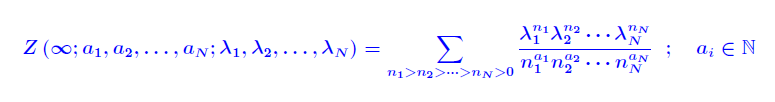 Z (∞; a₁, a₂, …, a_N; λ₁, λ₂, …, λ_N) = ∑_{n₁>n₂>⋯>n_N>0} \frac{λ₁^{n₁} λ₂^{n₂} ⋯ λ_N^{n_N}}{n₁^{a₁} n₂^{a₂} ⋯ n_N^{a_N}} ; a_i ∈ ℕ